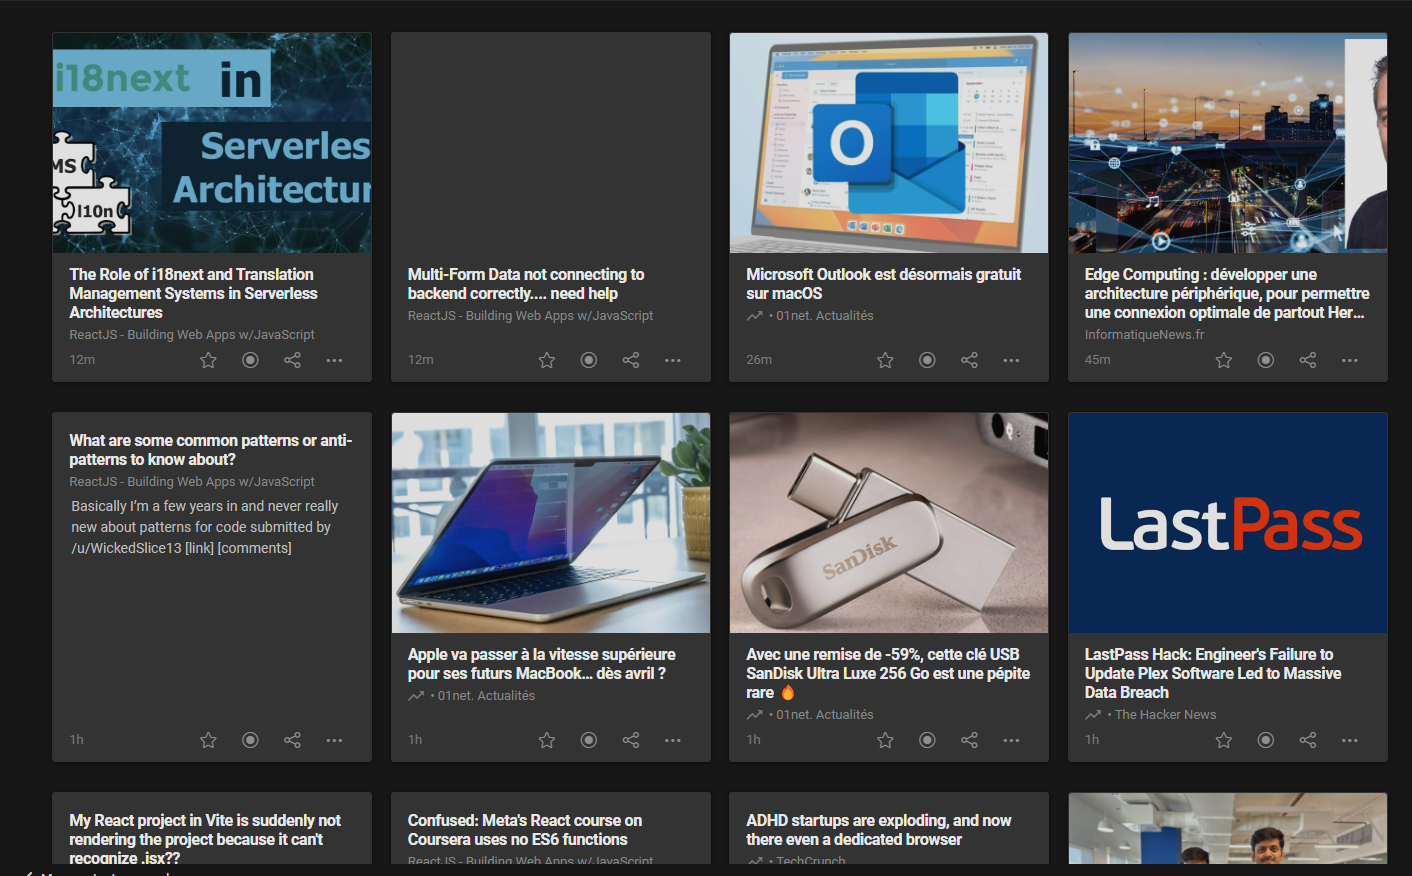 i18next in
Serverles
Architectur
MS
l10n
The Role of i18next and Translation
Management Systems in Serverless
Architectures
ReactJS - Building Web Apps w/JavaScript
12m
Multi-Form Data not connecting to
backend correctly.... need help
ReactJS - Building Web Apps w/JavaScript
12m
O
Microsoft Outlook est désormais gratuit
sur macOS
• 01net. Actualités
26m
Edge Computing : développer une
architecture périphérique, pour permettre
une connexion optimale de partout Her...
InformatiqueNews.fr
45m
What are some common patterns or anti-
patterns to know about?
ReactJS - Building Web Apps w/JavaScript
Basically I'm a few years in and never really
new about patterns for code submitted by
/u/WickedSlice13 [link] [comments]
1h
Apple va passer à la vitesse supérieure
pour ses futurs MacBook... dès avril ?
• 01net. Actualités
1h
SanDisk
Avec une remise de -59%, cette clé USB
SanDisk Ultra Luxe 256 Go est une pépite
rare 🔥
• 01net. Actualités
1h
LastPass
LastPass Hack: Engineer's Failure to
Update Plex Software Led to Massive
Data Breach
• The Hacker News
1h
My React project in Vite is suddenly not
rendering the project because it can't
recognize .jsx??
Confused: Meta's React course on
Coursera uses no ES6 functions
ReactJS - Building Web Apps w/JavaScript
ADHD startups are exploding, and now
there even a dedicated browser
• TechCrunch